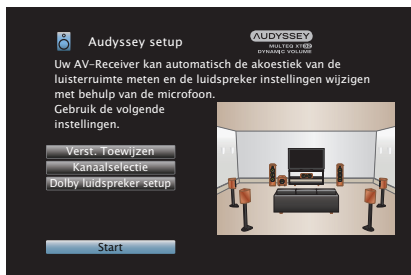 Audyssey setup
AUDYSSEY
MULTEQ XT32
DYNAMIC VOLUME
Uw AV-Receiver kan automatisch de akoestiek van de
luisterruimte meten en de luidspreker instellingen wijzigen
met behulp van de microfoon.
Gebruik de volgende
instellingen.
Verst. Toewijzen
Kanaalselectie
Dolby luidspreker setup
Start